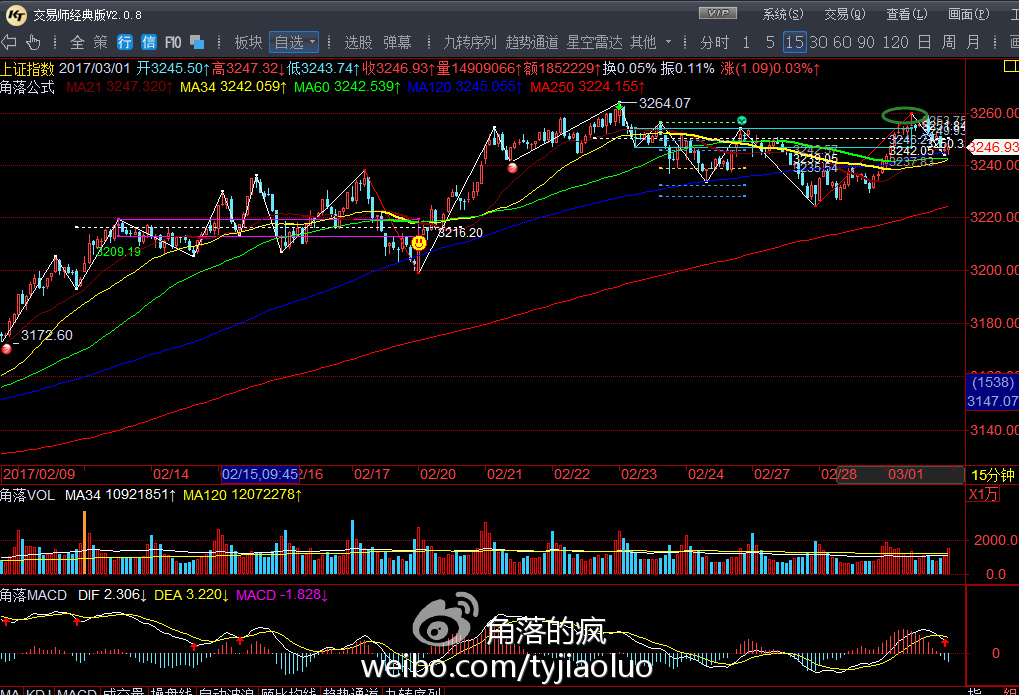 KT 交易师经典版V2.0.8 VIP 系统(S) 交易(Q) 查看(L) 画面(P)
全 策 行 信 F10 板块 自选 选股 弹幕 九转序列 趋势通道 星空雷达 其他 分时 1 5 15 30 60 90 120 日 周 月
上证指数 2017/03/01 开3245.50↑高3247.32↓低3243.74↑收3246.93↑量14909066↑额1852229↑换0.05% 振0.11% 涨(1.09)0.03%↑
角落公式 MA21 3247.320↑ MA34 3242.059↑ MA60 3242.539↑ MA120 3245.055↑ MA250 3224.155↑
3264.07
3260.00
3246.93
3242.05
3237.83
3240.00
3235.54
3216.20
3220.00
3209.19
3200.00
3180.00
3172.60
(1538)
3147.07
3140.00
2017/02/09 02/14 02/15,09:45 2/16 02/17 02/20 02/21 02/22 02/23 02/24 02/27 02/28 03/01 15分钟
角落VOL MA34 10921851↑ MA120 12072278↑ X1万
2000.0
0.0
角落MACD DIF 2.306↓ DEA 3.220↓ MACD -1.828↓
角落的疯
0
weibo.com/tyjiaoluo
MA KDJ MACD 成交量 操盘线 自动波浪 顾比均线 趋势通道 九转序列